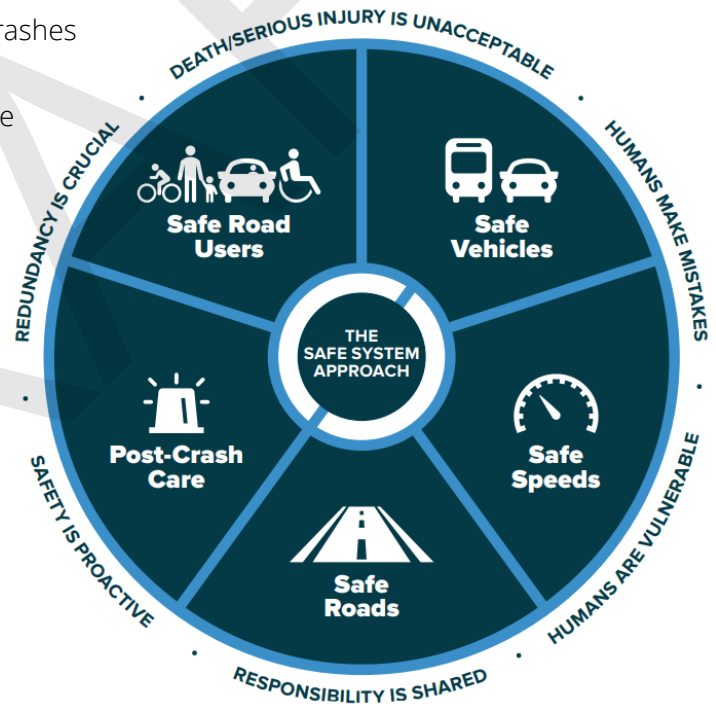 rashes
e
DEATH/SERIOUS INJURY IS UNACCEPTABLE
HUMANS MAKE MISTAKES
HUMANS ARE VULNERABLE
RESPONSIBILITY IS SHARED
SAFETY IS PROACTIVE
REDUNDANCY IS CRUCIAL
Safe Road
Users
Safe
Vehicles
THE
SAFE SYSTEM
APPROACH
Safe
Speeds
Post-Crash
Care
Safe
Roads